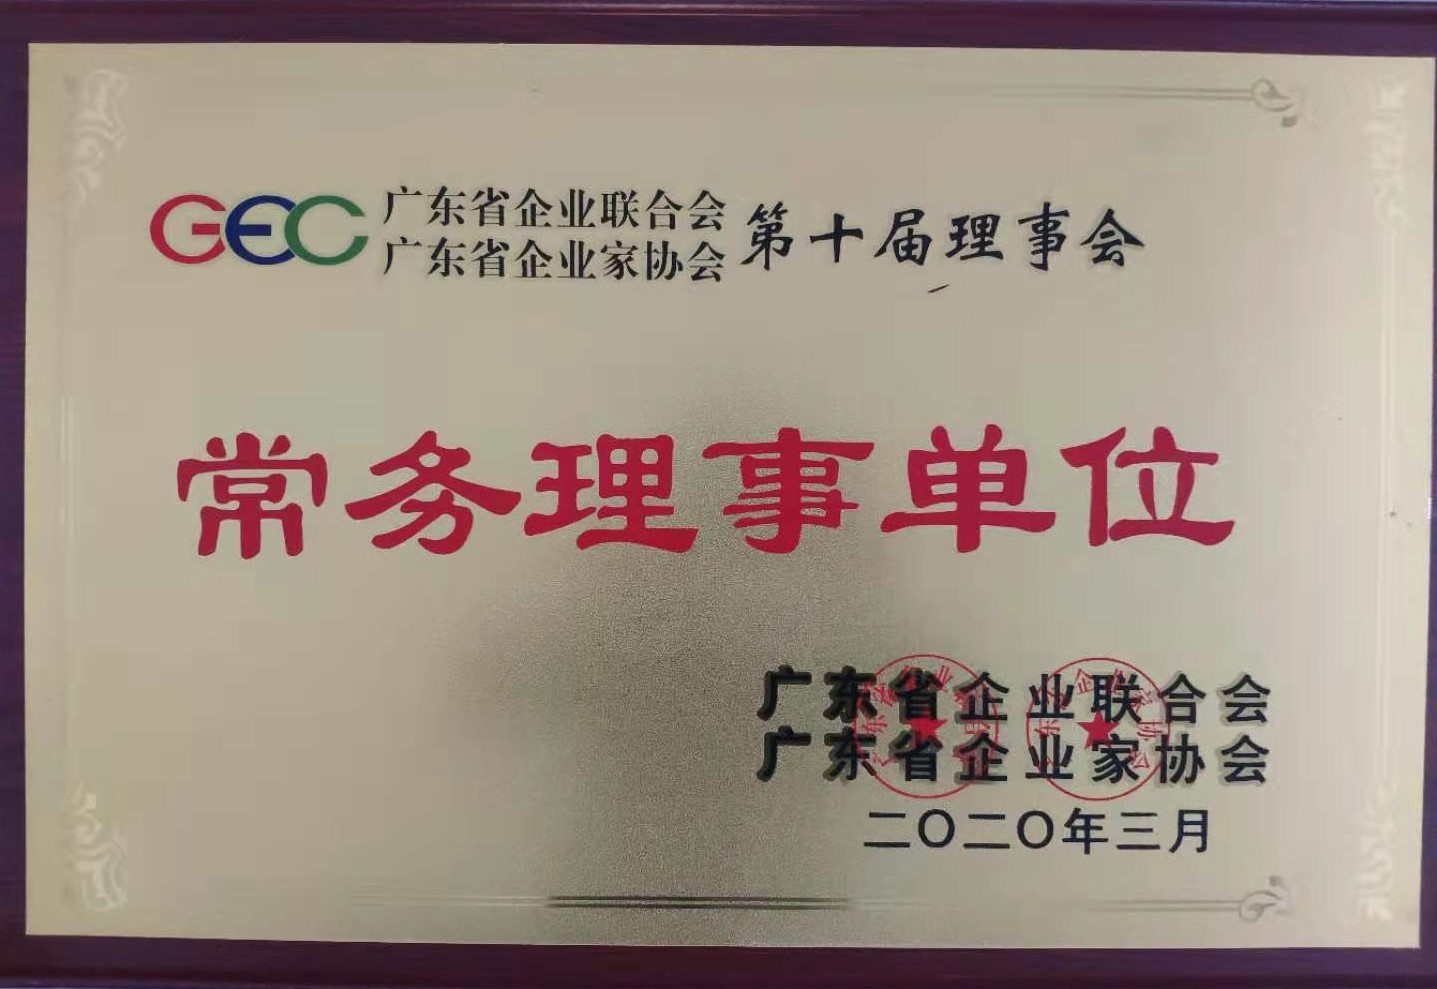 GEC 广东省企业联合会
广东省企业家协会 第十届理事会
常务理事单位
广东省企业联合会
广东省企业家协会
二〇二〇年三月